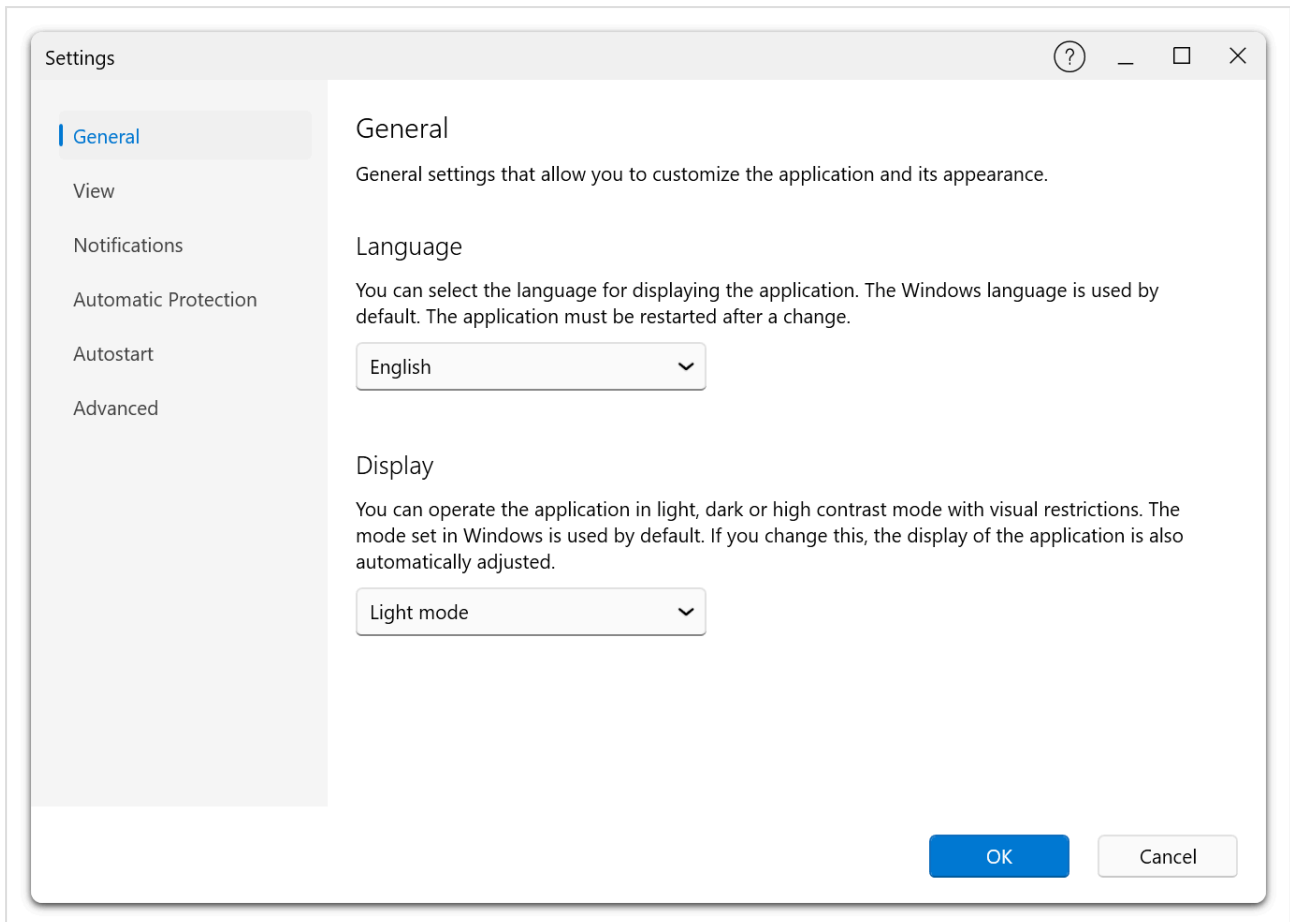 Settings
?
General
View
Notifications
Automatic Protection
Autostart
Advanced
General
General settings that allow you to customize the application and its appearance.
Language
You can select the language for displaying the application. The Windows language is used by
default. The application must be restarted after a change.
English
Display
You can operate the application in light, dark or high contrast mode with visual restrictions. The
mode set in Windows is used by default. If you change this, the display of the application is also
automatically adjusted.
Light mode
OK
Cancel